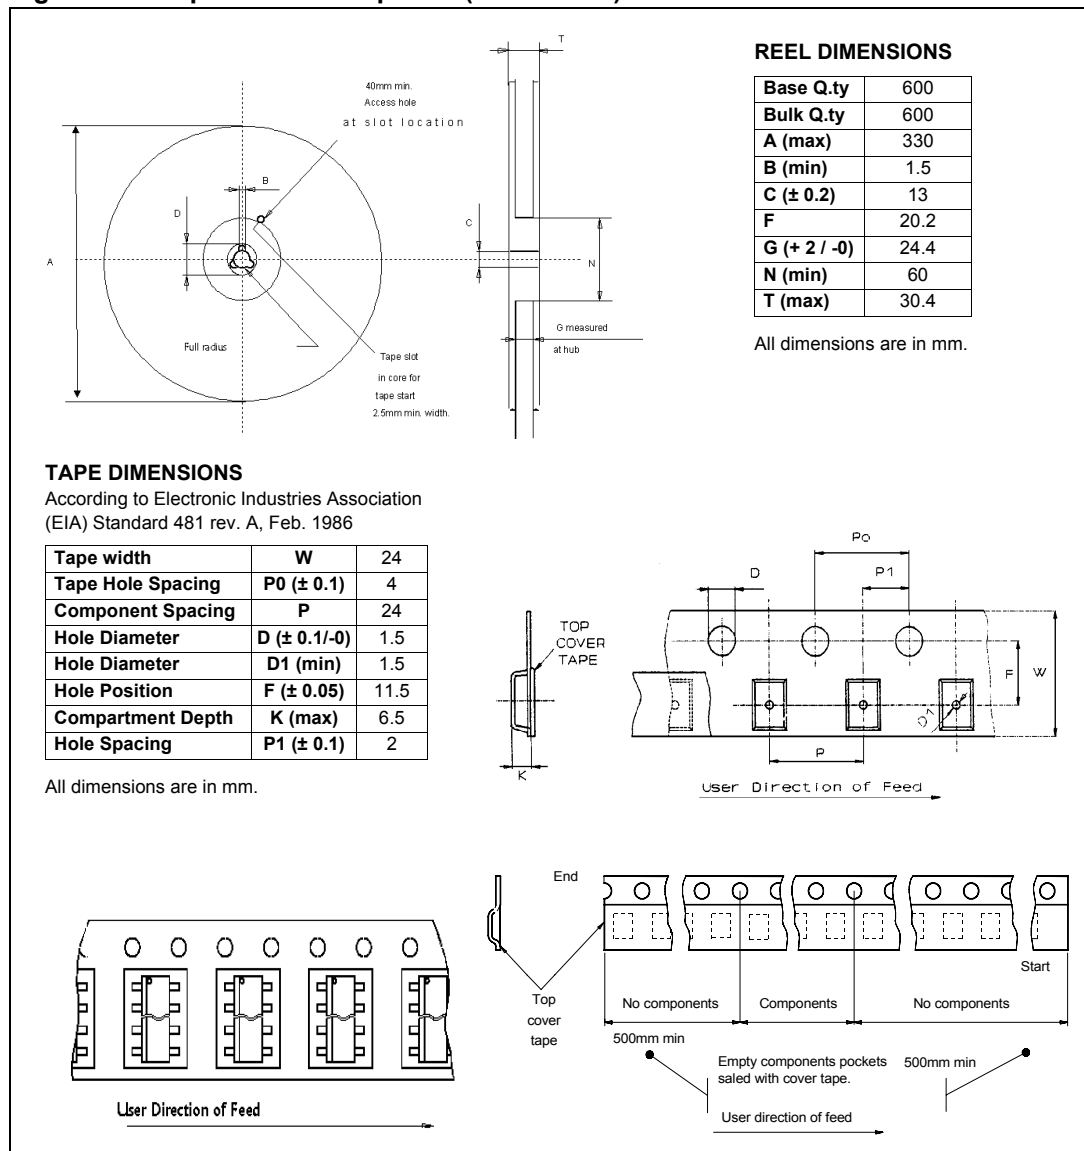 REEL DIMENSIONS
Base Q.ty 600
Bulk Q.ty 600
A (max) 330
B (min) 1.5
C (± 0.2) 13
F 20.2
G (+ 2 / -0) 24.4
N (min) 60
T (max) 30.4
All dimensions are in mm.
T
40mm min.
Access hole
at slot location
B
D
C
A
N
G measured
at hub
Full radius
Tape slot
in core for
tape start
2.5mm min. width.
TAPE DIMENSIONS
According to Electronic Industries Association
(EIA) Standard 481 rev. A, Feb. 1986
Tape width W 24
Tape Hole Spacing P0 (± 0.1) 4
Component Spacing P 24
Hole Diameter D (± 0.1/-0) 1.5
Hole Diameter D1 (min) 1.5
Hole Position F (± 0.05) 11.5
Compartment Depth K (max) 6.5
Hole Spacing P1 (± 0.1) 2
All dimensions are in mm.
Po
D
P1
TOP
COVER
TAPE
F
W
D1
P
K
User Direction of Feed
End
Start
Top
cover
tape
No components
Components
No components
500mm min
Empty components pockets
saled with cover tape.
500mm min
User direction of feed
User Direction of Feed